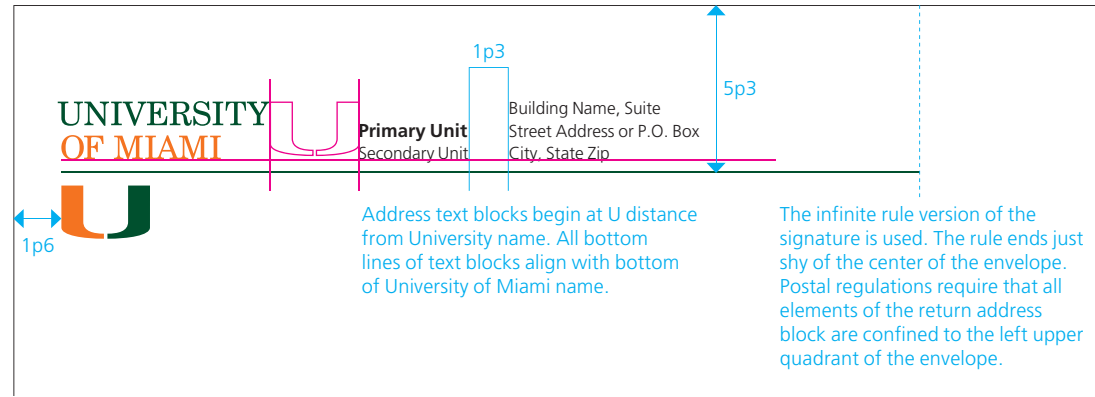 1p3
5p3
UNIVERSITY
OF MIAMI
Primary Unit
Secondary Unit
Building Name, Suite
Street Address or P.O. Box
City, State Zip
1p6
Address text blocks begin at U distance
from University name. All bottom
lines of text blocks align with bottom
of University of Miami name.
The infinite rule version of the
signature is used. The rule ends just
shy of the center of the envelope.
Postal regulations require that all
elements of the return address
block are confined to the left upper
quadrant of the envelope.